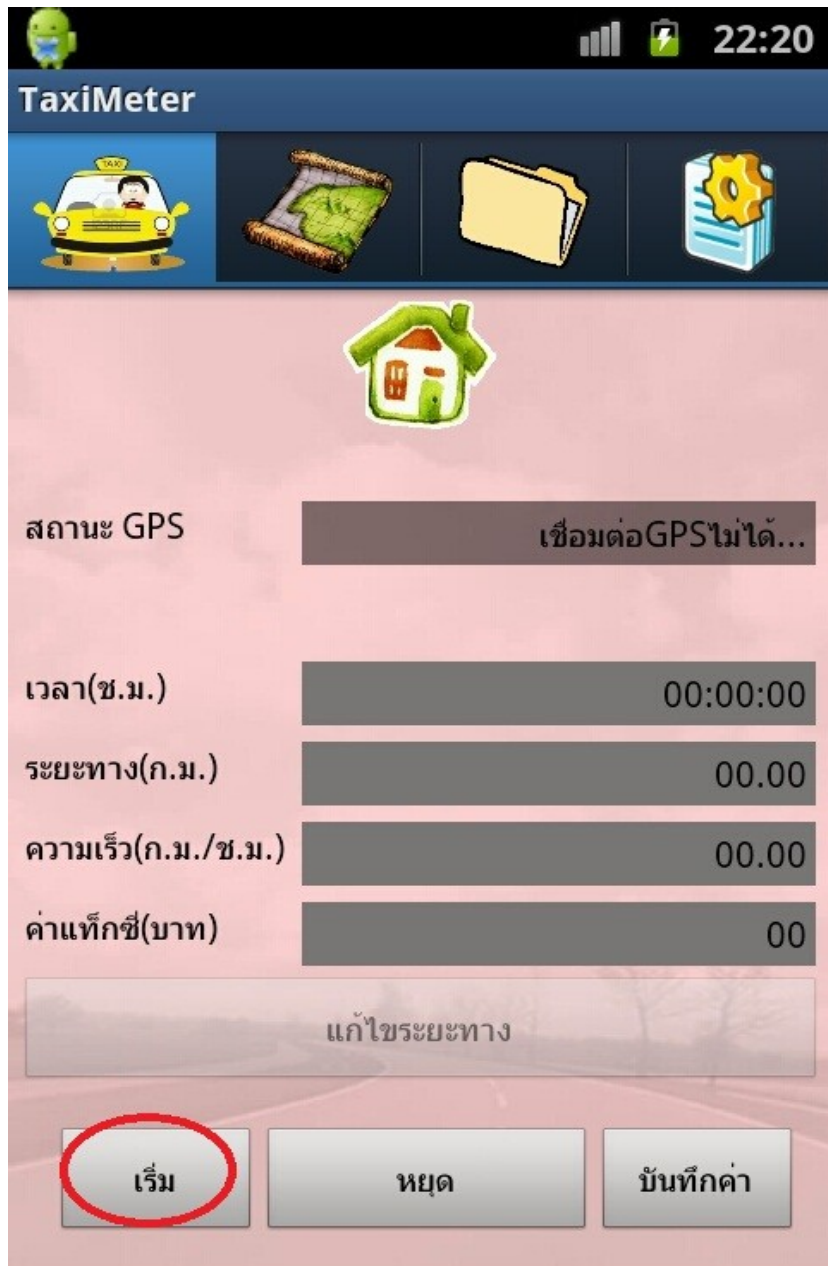 22:20
TaxiMeter
TAXI
สถานะ GPS
เชื่อมต่อGPSไม่ได้...
เวลา(ช.ม.)
00:00:00
ระยะทาง(ก.ม.)
00.00
ความเร็ว(ก.ม./ช.ม.)
00.00
ค่าแท็กซี่(บาท)
00
แก้ไขระยะทาง
เริ่ม
หยุด
บันทึกค่า